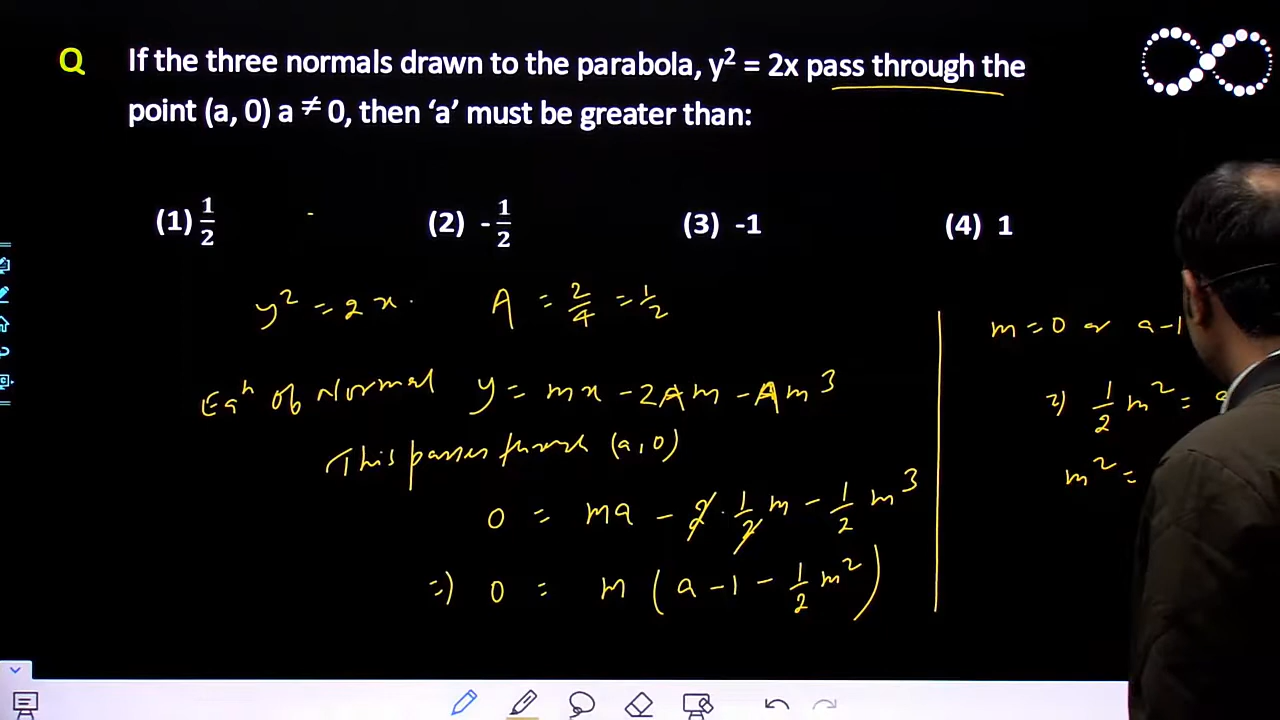 Q If the three normals drawn to the parabola, y² = 2x pass through the
point (a, 0) a ≠ 0, then ‘a’ must be greater than:
(1) 1/2 (2) -1/2 (3) -1 (4) 1
y² = 2x. A = 2/4 = 1/2
Eqⁿ of Normal y = mx - 2Am - Am³
This passes through (a, 0)
0 = ma - 2 · 1/2 m - 1/2 m³
⇒) 0 = m (a - 1 - 1/2 m²)
m = 0 or a - 1
⇒) 1/2 m² =
m² =